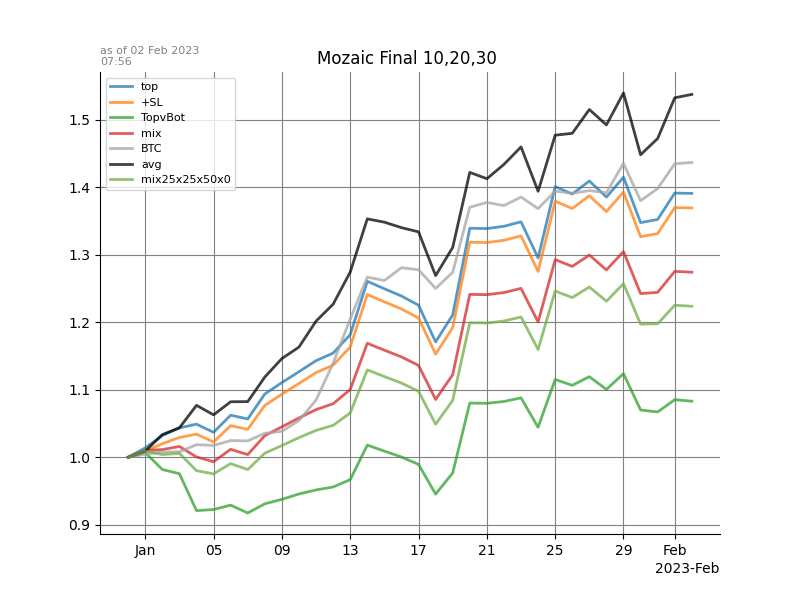 as of 02 Feb 2023
07:56
Mozaic Final 10,20,30
top
+SL
TopvBot
mix
BTC
avg
mix25x25x50x0
1.5
1.4
1.3
1.2
1.1
1.0
0.9
Jan 05 09 13 17 21 25 29 Feb
2023-Feb